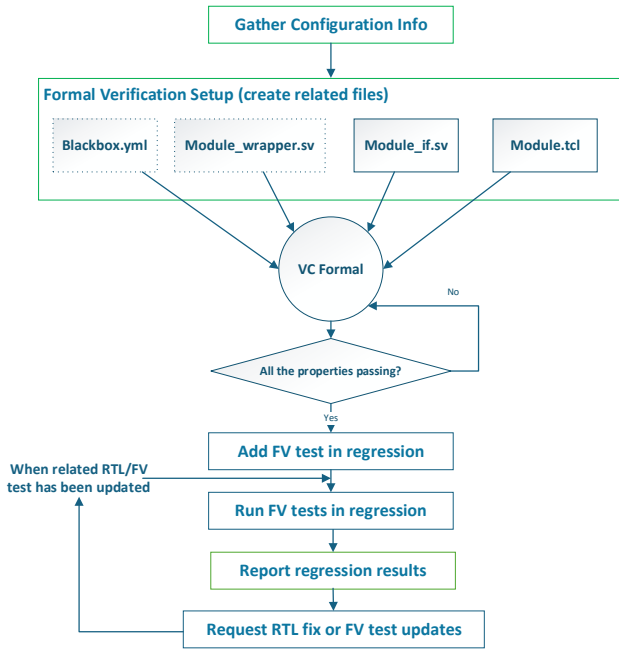 Gather Configuration Info
Formal Verification Setup (create related files)
Blackbox.yml
Module_wrapper.sv
Module_if.sv
Module.tcl
VC Formal
No
All the properties passing?
Yes
Add FV test in regression
When related RTL/FV
test has been updated
Run FV tests in regression
Report regression results
Request RTL fix or FV test updates